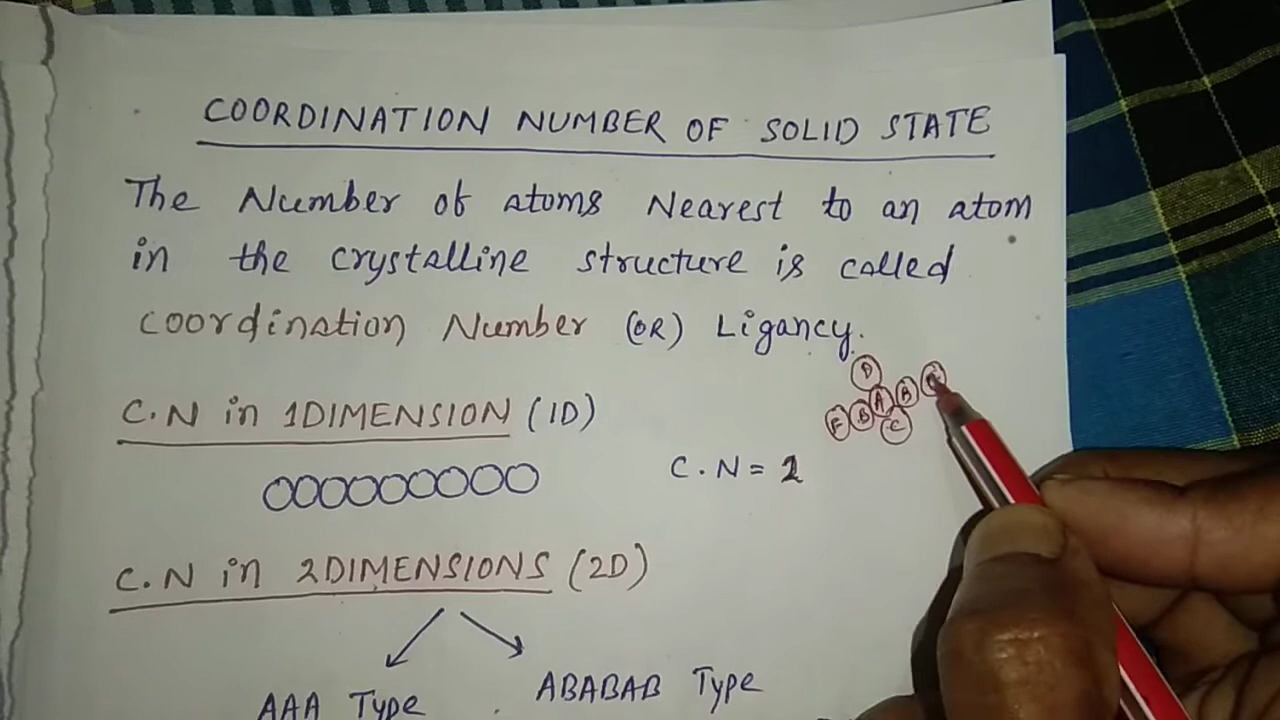 COORDINATION NUMBER OF SOLID STATE
The Number of atoms Nearest to an atom
in the crystalline structure is called
Coordination Number (OR) Ligancy.
D
A B
F B C
C.N in 1DIMENSION (1D)
C.N = 2
C.N in 2DIMENSIONS (2D)
AAA Type
ABABAB Type